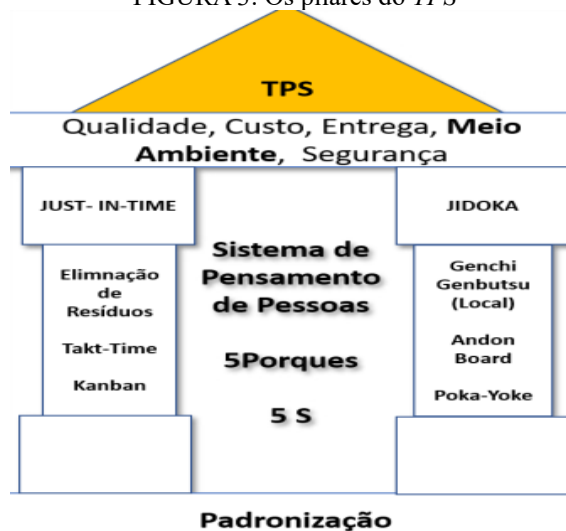 FIGURA 3: Os pilares do TPS
TPS
Qualidade, Custo, Entrega, Meio
Ambiente, Segurança
JUST- IN-TIME
Elimnação
de
Resíduos
Takt-Time
Kanban
Sistema de
Pensamento
de Pessoas
5Porques
5 S
JIDOKA
Genchi
Genbutsu
(Local)
Andon
Board
Poka-Yoke
Padronização